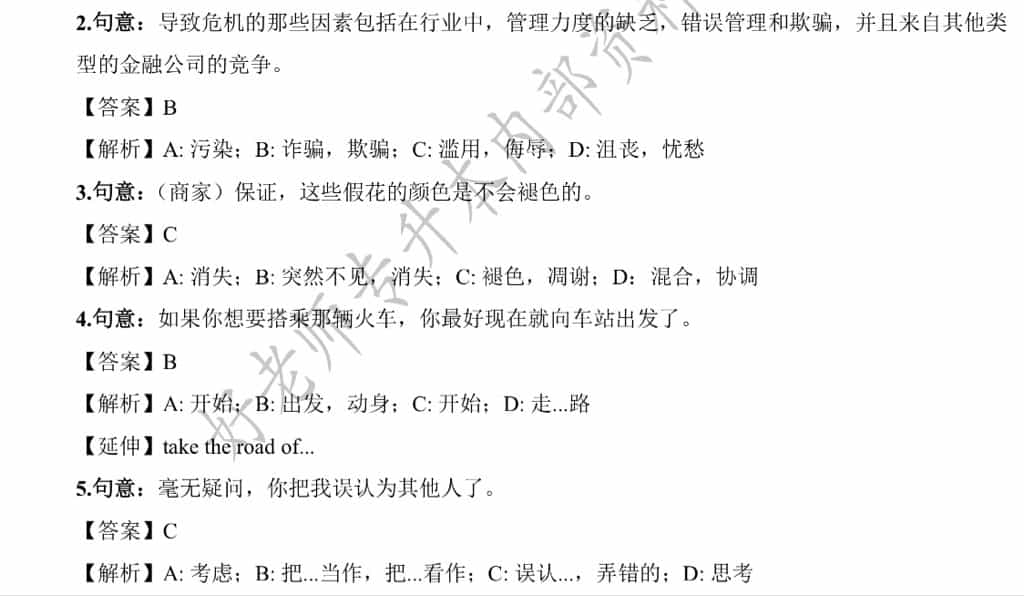 2.句意：导致危机的那些因素包括在行业中，管理力度的缺乏，错误管理和欺骗，并且来自其他类
型的金融公司的竞争。
【答案】B
【解析】A: 污染；B: 诈骗，欺骗；C: 滥用，侮辱；D: 沮丧，忧愁
3.句意：（商家）保证，这些假花的颜色是不会褪色的。
【答案】C
【解析】A: 消失；B: 突然不见，消失；C: 褪色，凋谢；D：混合，协调
4.句意：如果你想要搭乘那辆火车，你最好现在就向车站出发了。
【答案】B
【解析】A: 开始；B: 出发，动身；C: 开始；D: 走...路
【延伸】take the road of...
5.句意：毫无疑问，你把我误认为其他人了。
【答案】C
【解析】A: 考虑；B: 把...当作，把...看作；C: 误认...，弄错的；D: 思考
好老师专升本内部资料